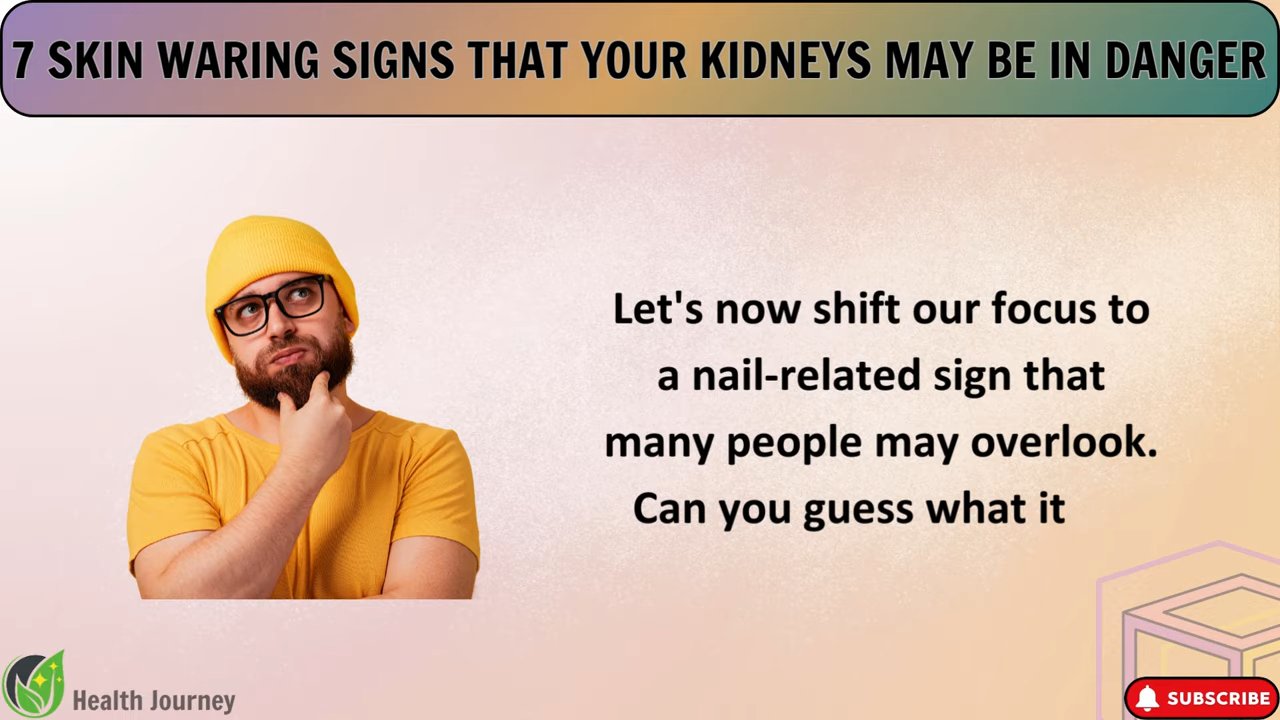 7 SKIN WARING SIGNS THAT YOUR KIDNEYS MAY BE IN DANGER
Let's now shift our focus to
a nail-related sign that
many people may overlook.
Can you guess what it
Health Journey
SUBSCRIBE